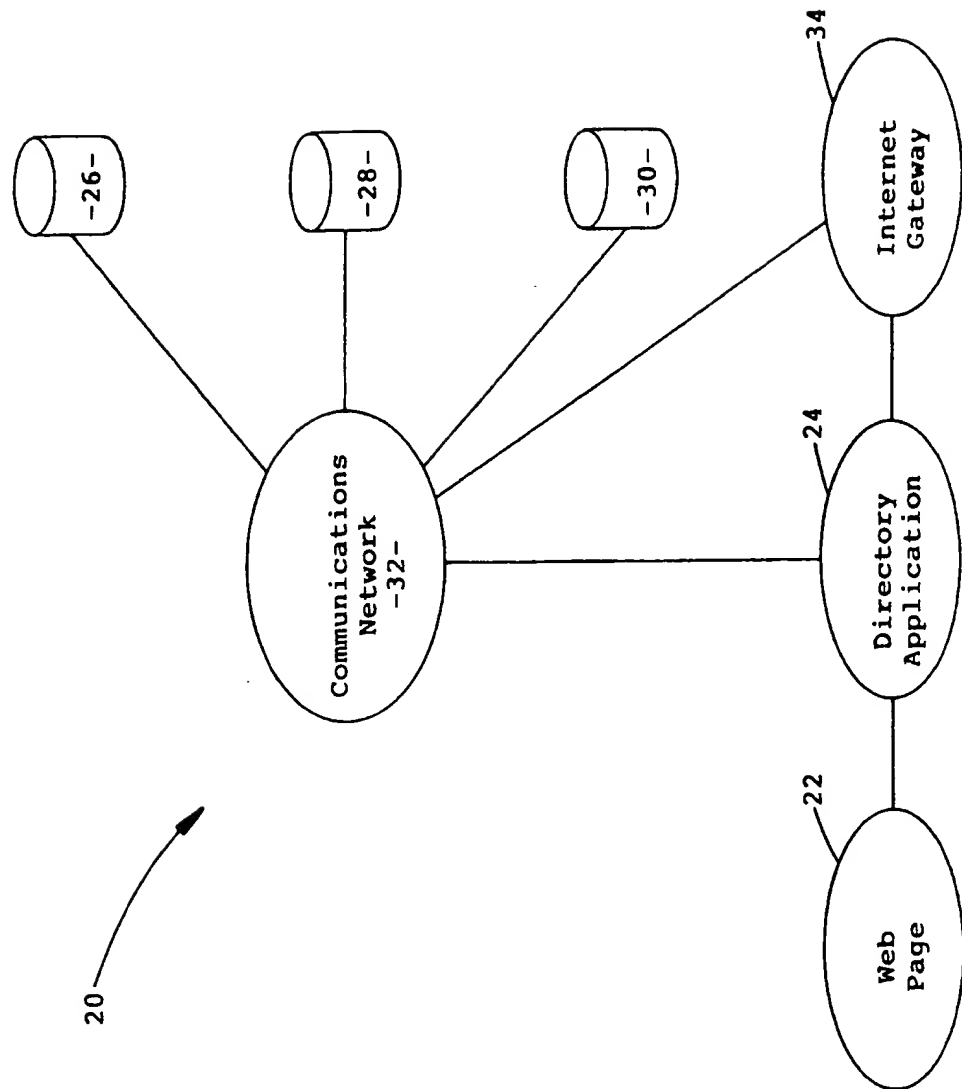 20
-26-
-28-
-30-
Communications
Network
-32-
22
24
34
Web
Page
Directory
Application
Internet
Gateway